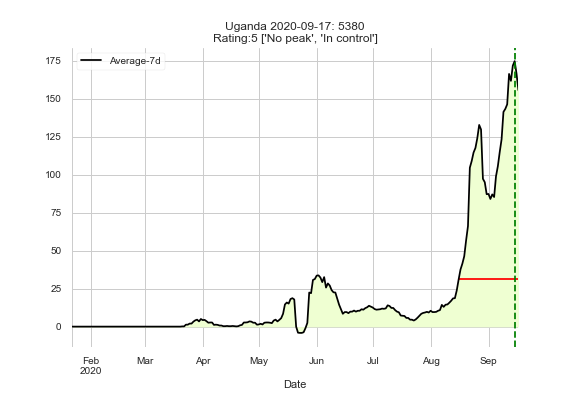 Uganda 2020-09-17: 5380
Rating:5 ['No peak', 'In control']
Average-7d
175
150
125
100
75
50
25
0
Feb Mar Apr May Jun Jul Aug Sep
2020
Date